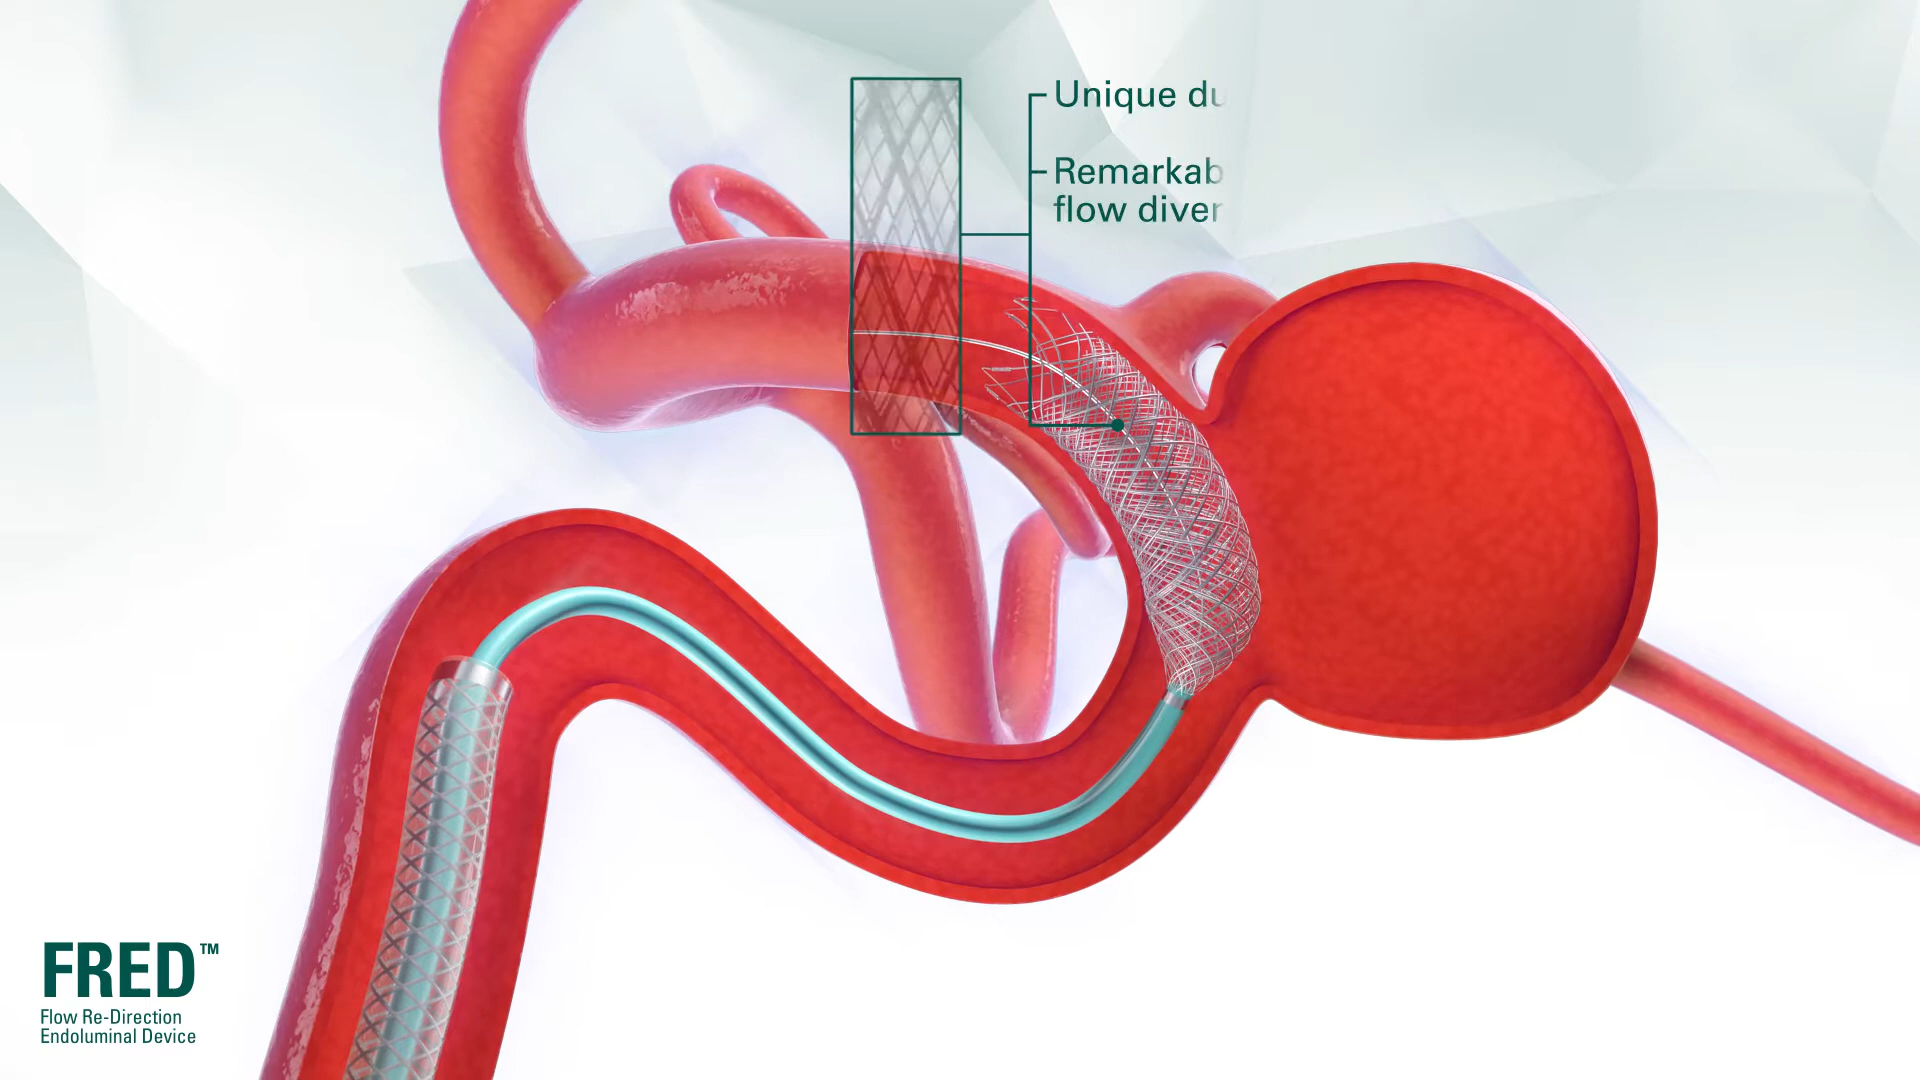 Unique du
Remarkab
flow diver
FRED™
Flow Re-Direction
Endoluminal Device